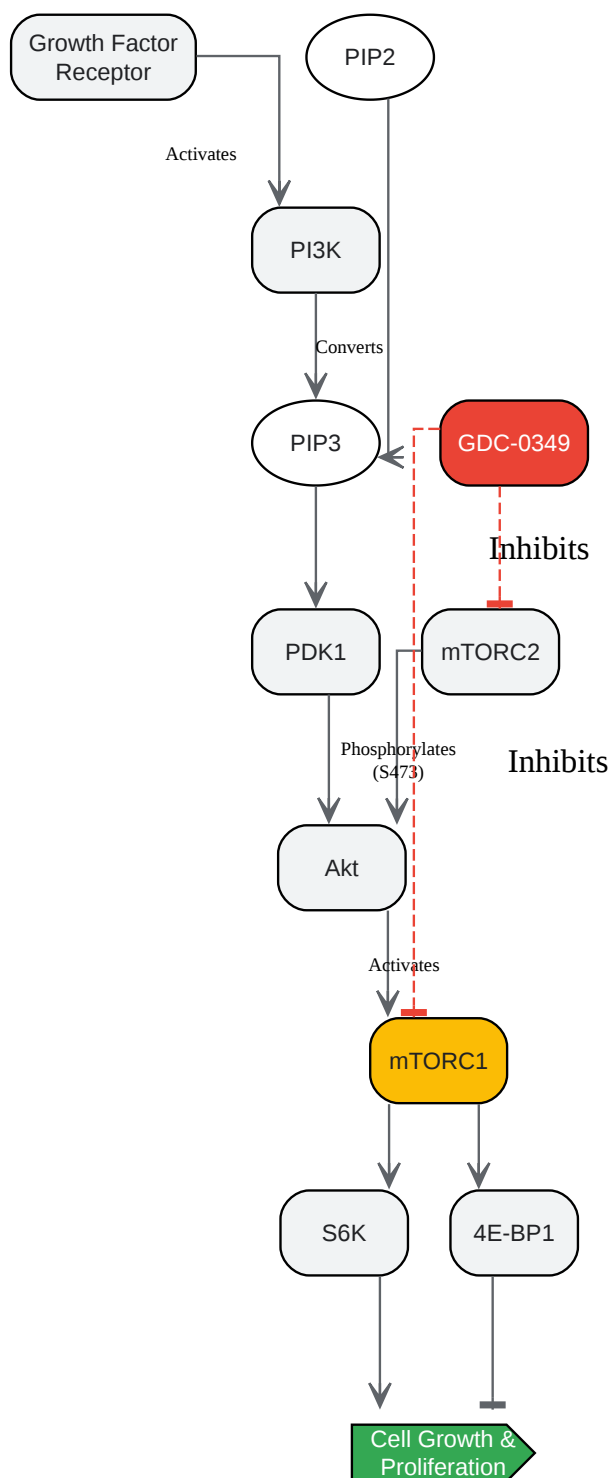 Growth Factor
Receptor
PIP2
Activates
PI3K
Converts
PIP3
GDC-0349
Inhibits
PDK1
mTORC2
Phosphorylates
(S473)
Inhibits
Akt
Activates
mTORC1
S6K
4E-BP1
Cell Growth &
Proliferation